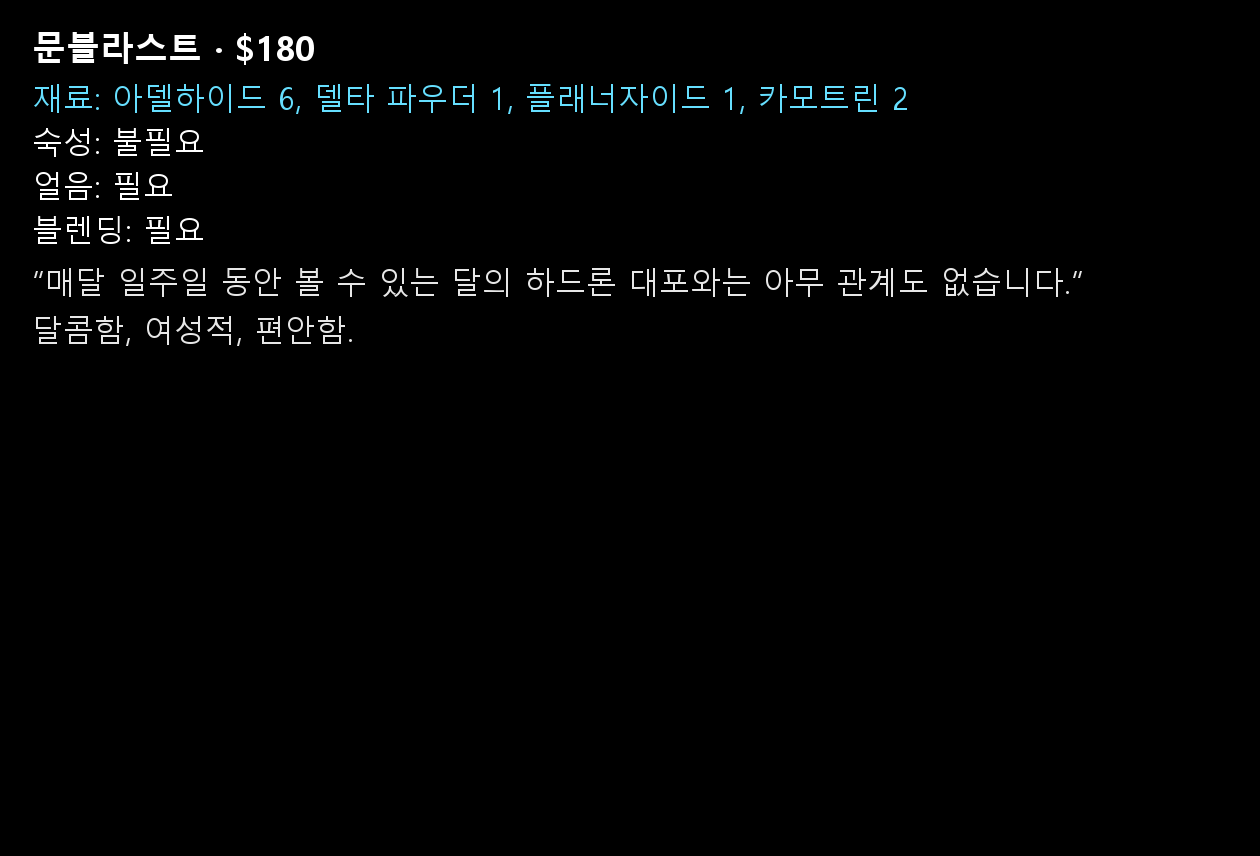 문블라스트 · $180
재료: 아델하이드 6, 델타 파우더 1, 플래너자이드 1, 카모트린 2
숙성: 불필요
얼음: 필요
블렌딩: 필요
"매달 일주일 동안 볼 수 있는 달의 하드론 대포와는 아무 관계도 없습니다."
달콤함, 여성적, 편안함.